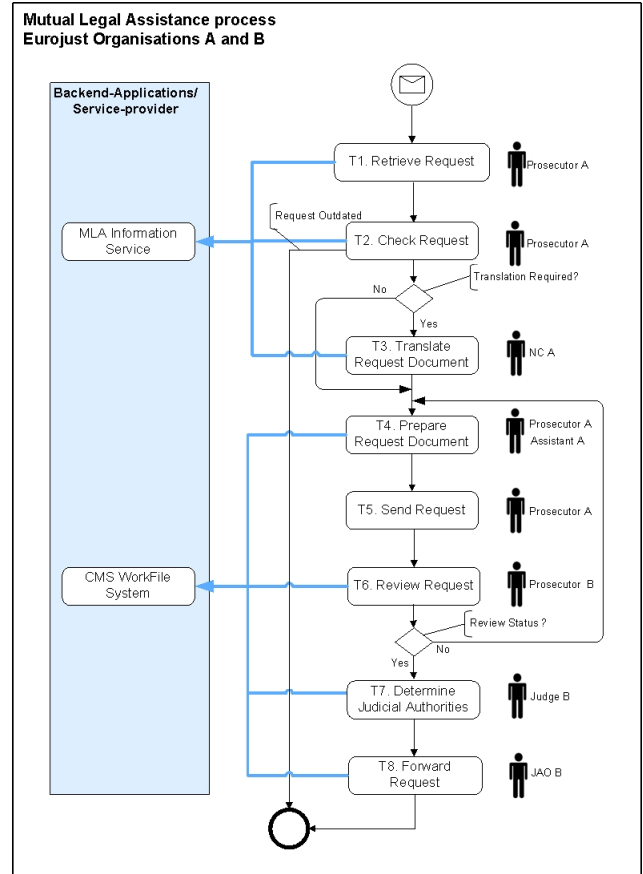 Mutual Legal Assistance process
Eurojust Organisations A and B
Backend-Applications/
Service-provider
T1. Retrieve Request
Prosecutor A
Request Outdated
MLA Information
Service
T2. Check Request
Prosecutor A
Translation Required?
No
Yes
T3. Translate
Request Document
NC A
T4. Prepare
Request Document
Prosecutor A
Assistant A
T5. Send Request
Prosecutor A
CMS WorkFile
System
T6. Review Request
Prosecutor B
Review Status ?
Yes
No
T7. Determine
Judicial Authorities
Judge B
T8. Forward
Request
JAO B